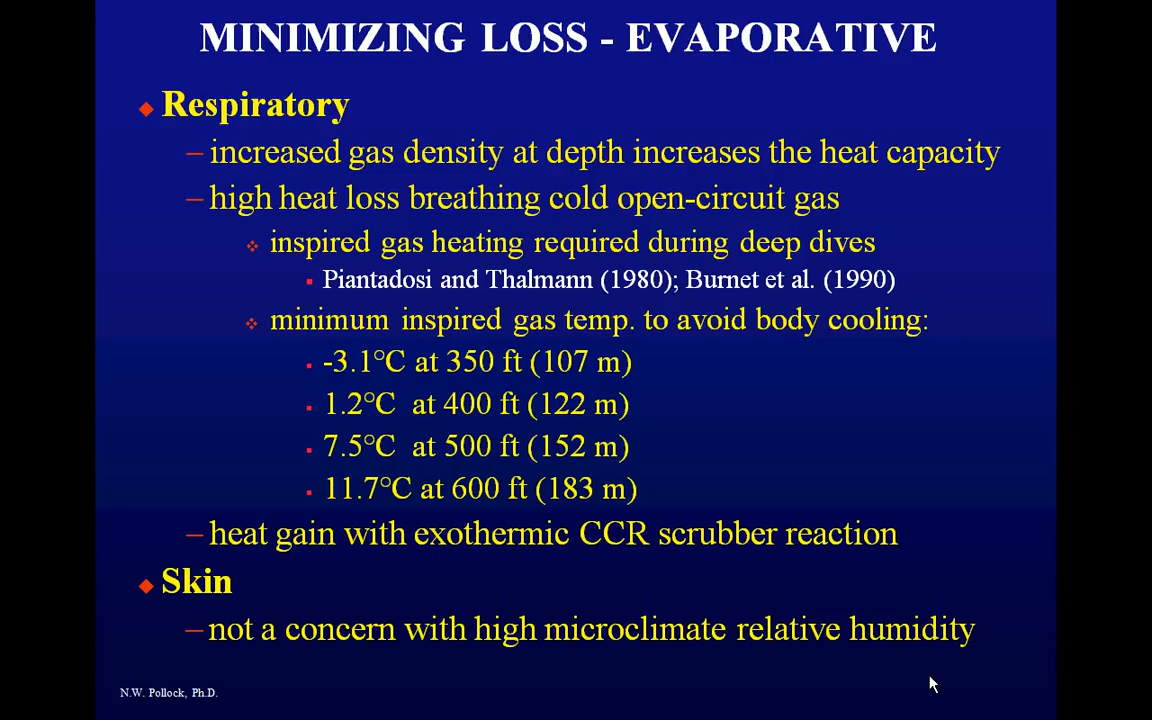 MINIMIZING LOSS - EVAPORATIVE
Respiratory
– increased gas density at depth increases the heat capacity
– high heat loss breathing cold open-circuit gas
inspired gas heating required during deep dives
Piantadosi and Thalmann (1980); Burnet et al. (1990)
minimum inspired gas temp. to avoid body cooling:
-3.1°C at 350 ft (107 m)
1.2°C at 400 ft (122 m)
7.5°C at 500 ft (152 m)
11.7°C at 600 ft (183 m)
– heat gain with exothermic CCR scrubber reaction
Skin
– not a concern with high microclimate relative humidity
N.W. Pollock, Ph.D.